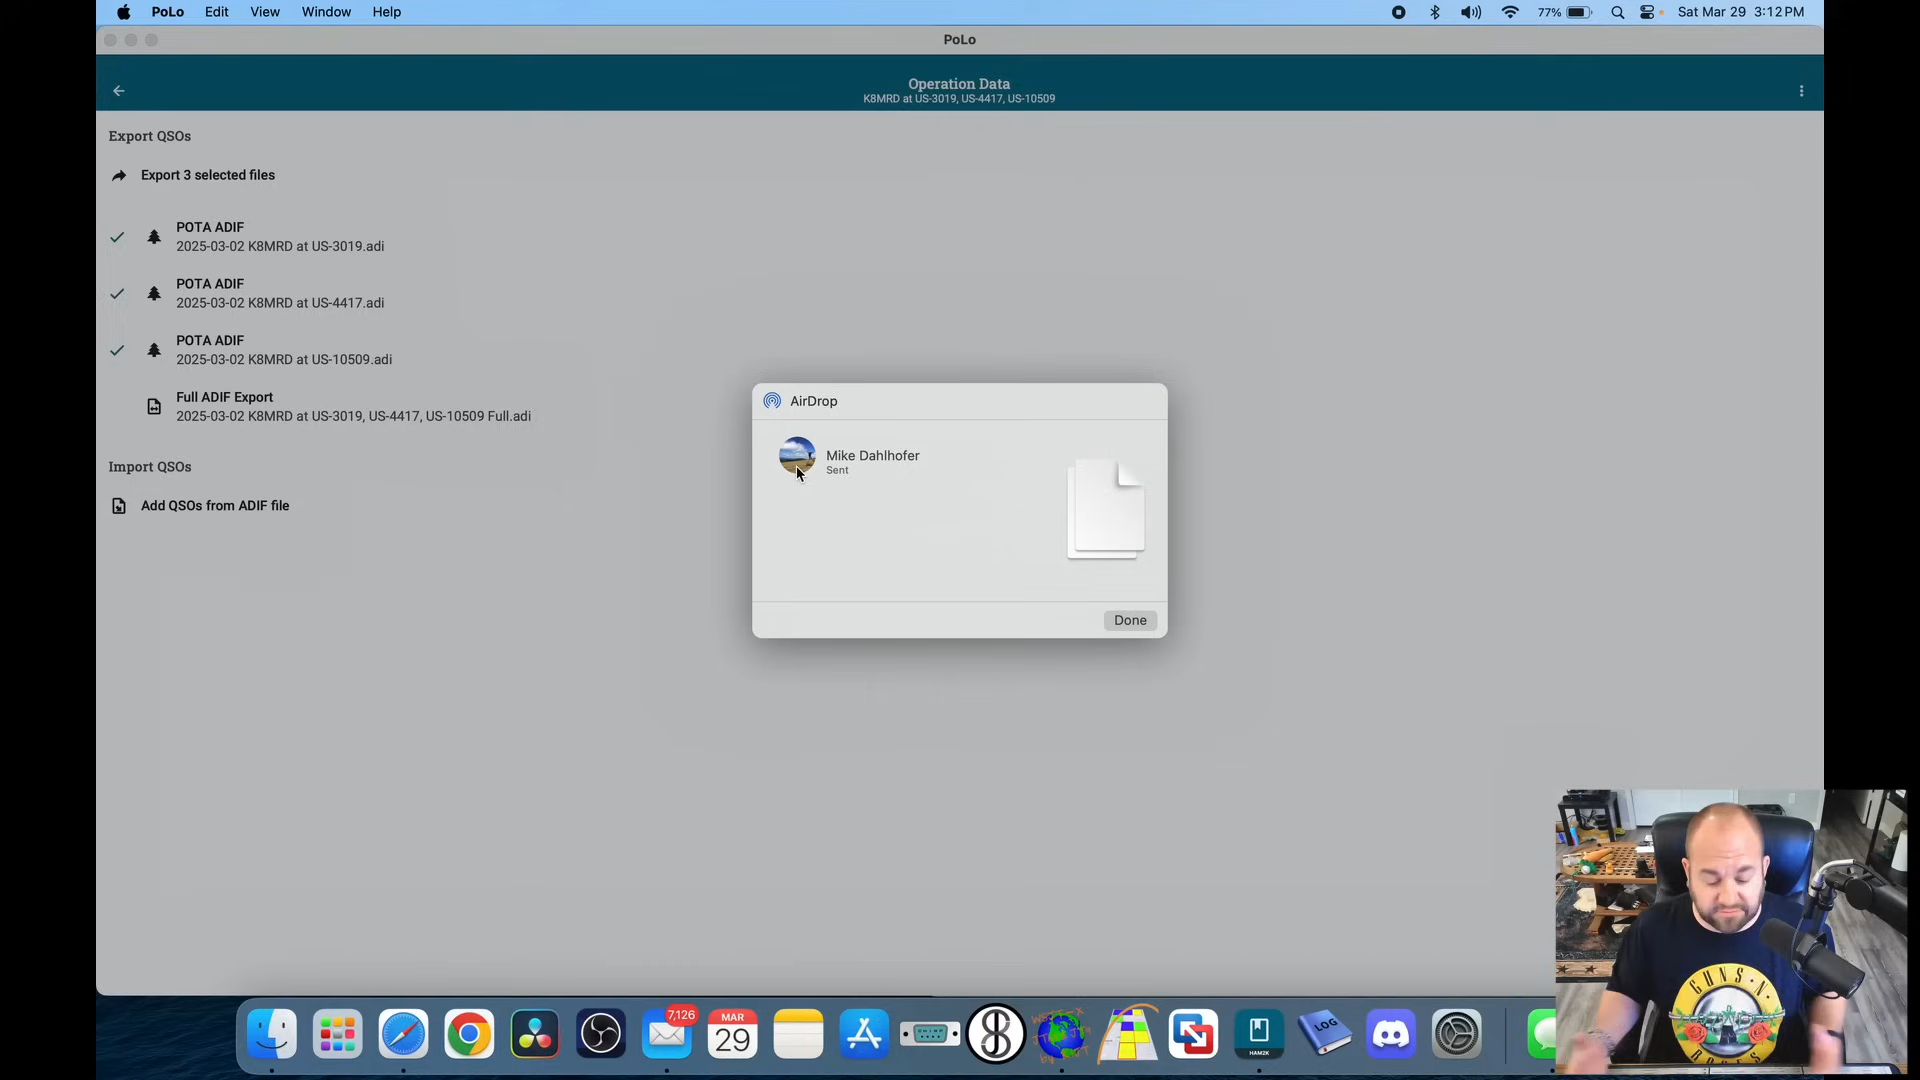 PoLo Edit View Window Help
77% Sat Mar 29 3:12 PM
PoLo
Operation Data
K8MRD at US-3019, US-4417, US-10509
Export QSOs
Export 3 selected files
POTA ADIF
2025-03-02 K8MRD at US-3019.adi
POTA ADIF
2025-03-02 K8MRD at US-4417.adi
POTA ADIF
2025-03-02 K8MRD at US-10509.adi
Full ADIF Export
2025-03-02 K8MRD at US-3019, US-4417, US-10509 Full.adi
Import QSOs
Add QSOs from ADIF file
AirDrop
Mike Dahlhofer
Sent
Done
7,126
MAR
29
LOG
HAM2K
GUNS N
ROSES